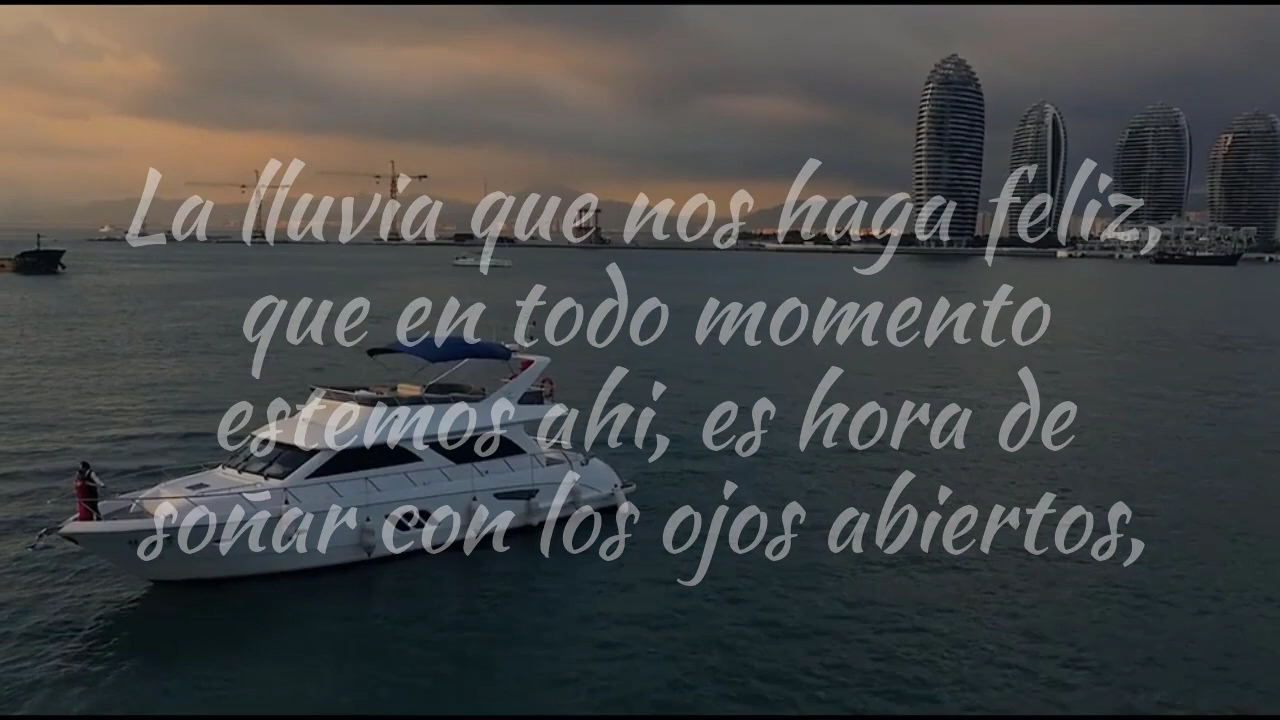 La lluvia que nos haga feliz,
que en todo momento
estemos ahi, es hora de
soñar con los ojos abiertos,